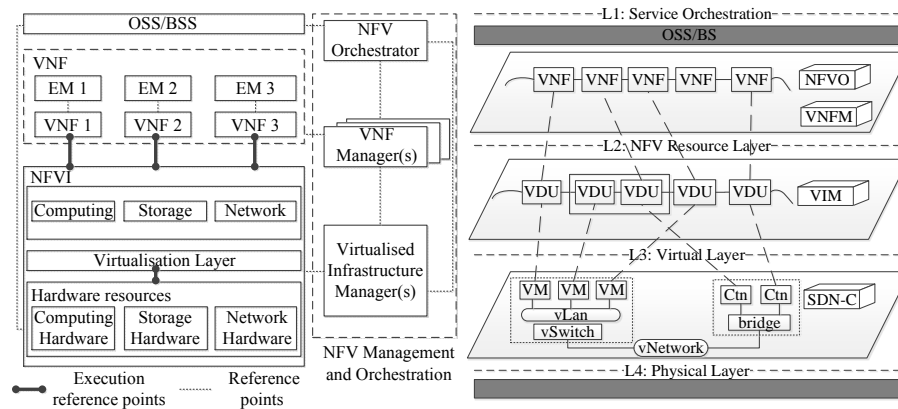 OSS/BSS
VNF
EM 1
EM 2
EM 3
VNF 1
VNF 2
VNF 3
NFVI
Computing
Storage
Network
Virtualisation Layer
Hardware resources
Computing
Hardware
Storage
Hardware
Network
Hardware
Execution
reference points
Reference
points
NFV
Orchestrator
VNF
Manager(s)
Virtualised
Infrastructure
Manager(s)
NFV Management
and Orchestration
L1: Service Orchestration
OSS/BS
VNF
VNF
VNF
VNF
VNF
NFVO
VNFM
L2: NFV Resource Layer
VDU
VDU
VDU
VDU
VDU
VIM
L3: Virtual Layer
VM
VM
VM
Ctn
Ctn
SDN-C
vLan
vSwitch
bridge
vNetwork
L4: Physical Layer